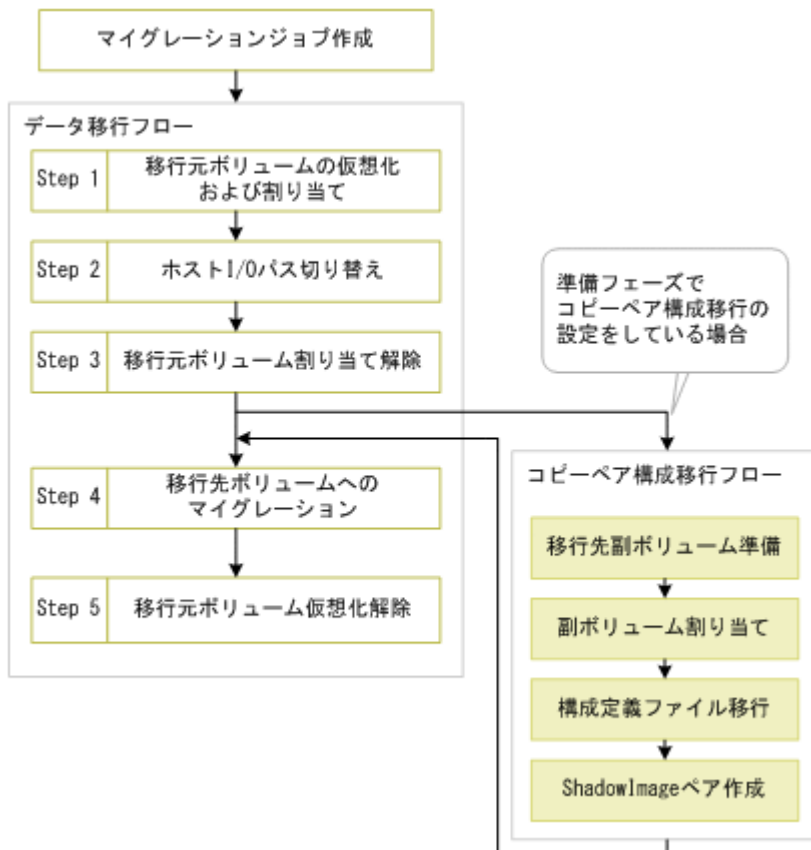 マイグレーションジョブ作成
データ移行フロー
Step 1
移行元ボリュームの仮想化
および割り当て
Step 2
ホストI/Oパス切り替え
Step 3
移行元ボリューム割り当て解除
準備フェーズで
コピーペア構成移行の
設定をしている場合
Step 4
移行先ボリュームへの
マイグレーション
Step 5
移行元ボリューム仮想化解除
コピーペア構成移行フロー
移行先副ボリューム準備
副ボリューム割り当て
構成定義ファイル移行
ShadowImageペア作成